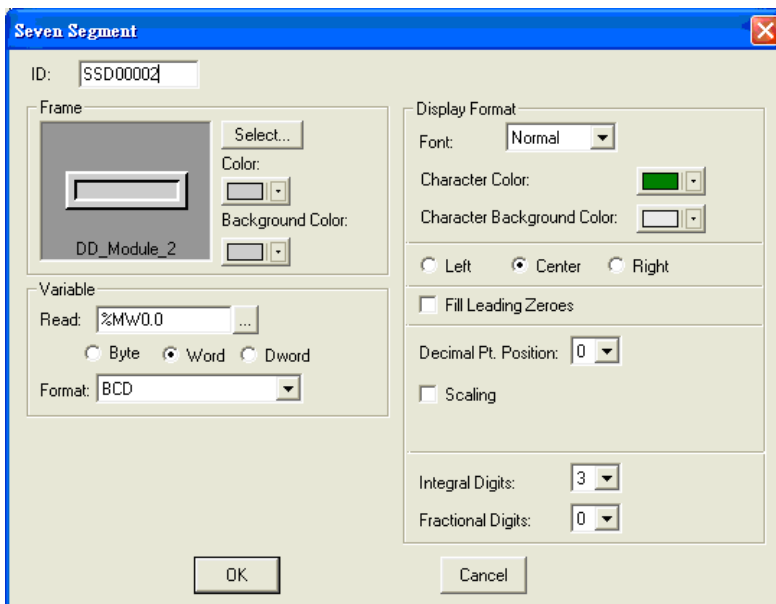 Seven Segment
ID: SSD00002
Frame
Select...
Color:
Background Color:
DD_Module_2
Variable
Read: %MW0.0 ...
Byte Word Dword
Format: BCD
Display Format
Font: Normal
Character Color:
Character Background Color:
Left Center Right
Fill Leading Zeroes
Decimal Pt. Position: 0
Scaling
Integral Digits: 3
Fractional Digits: 0
OK Cancel